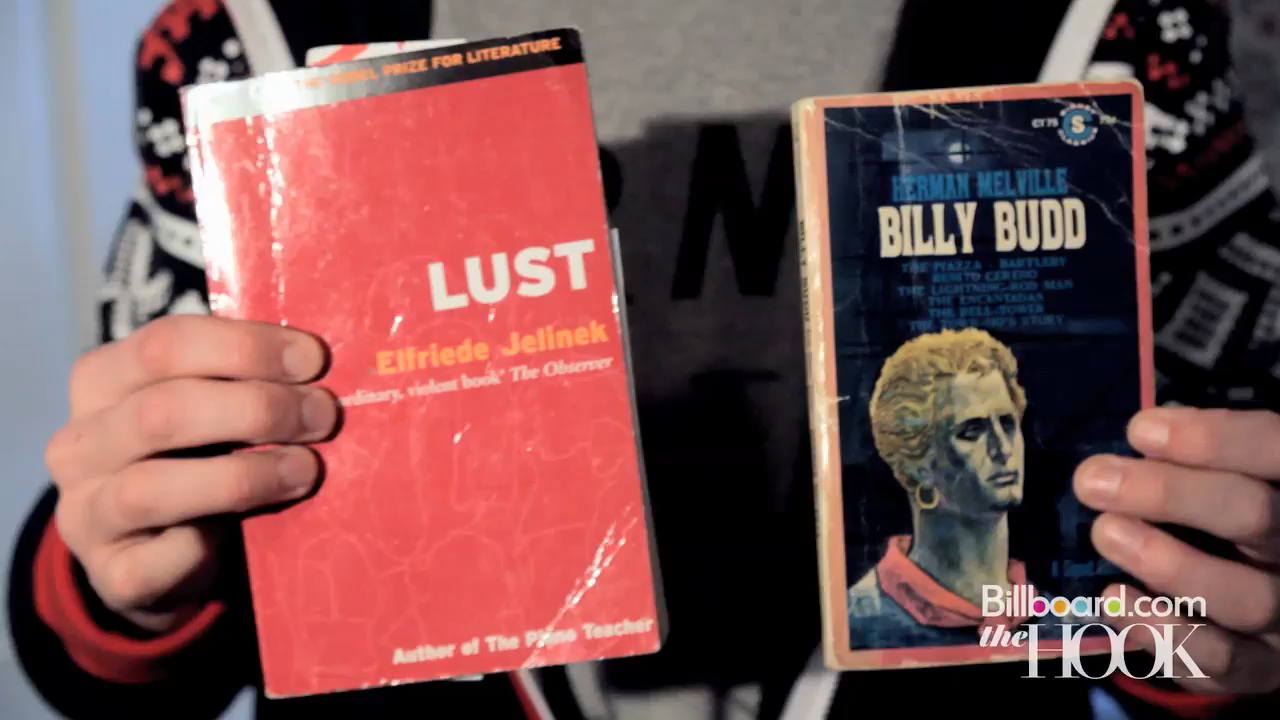 PRIZE FOR LITERATURE
LUST
Elfriede Jelinek
violent book' The Observer
Author of The Piano Teacher
CT75
S
HERMAN MELVILLE
BILLY BUDD
THE PIAZZA · BARTLEBY
BENITO CERENO
THE LIGHTNING-ROD MAN
THE ENCANTADAS
THE BELL-TOWER
THE STORY
Billboard.com
the HOOK